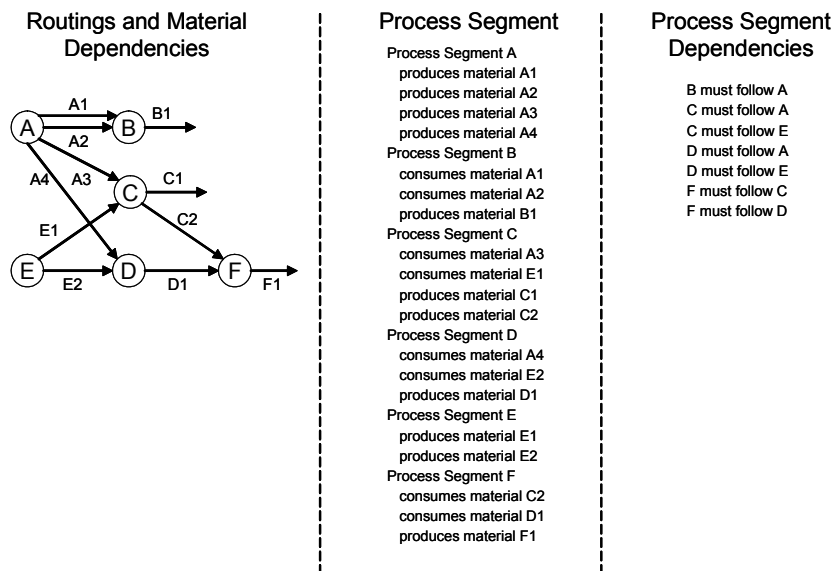 Routings and Material
Dependencies
A1
B1
A
B
A2
A4
A3
C1
C
E1
C2
E
D
F
E2
D1
F1
Process Segment
Process Segment A
produces material A1
produces material A2
produces material A3
produces material A4
Process Segment B
consumes material A1
consumes material A2
produces material B1
Process Segment C
consumes material A3
consumes material E1
produces material C1
produces material C2
Process Segment D
consumes material A4
consumes material E2
produces material D1
Process Segment E
produces material E1
produces material E2
Process Segment F
consumes material C2
consumes material D1
produces material F1
Process Segment
Dependencies
B must follow A
C must follow A
C must follow E
D must follow A
D must follow E
F must follow C
F must follow D